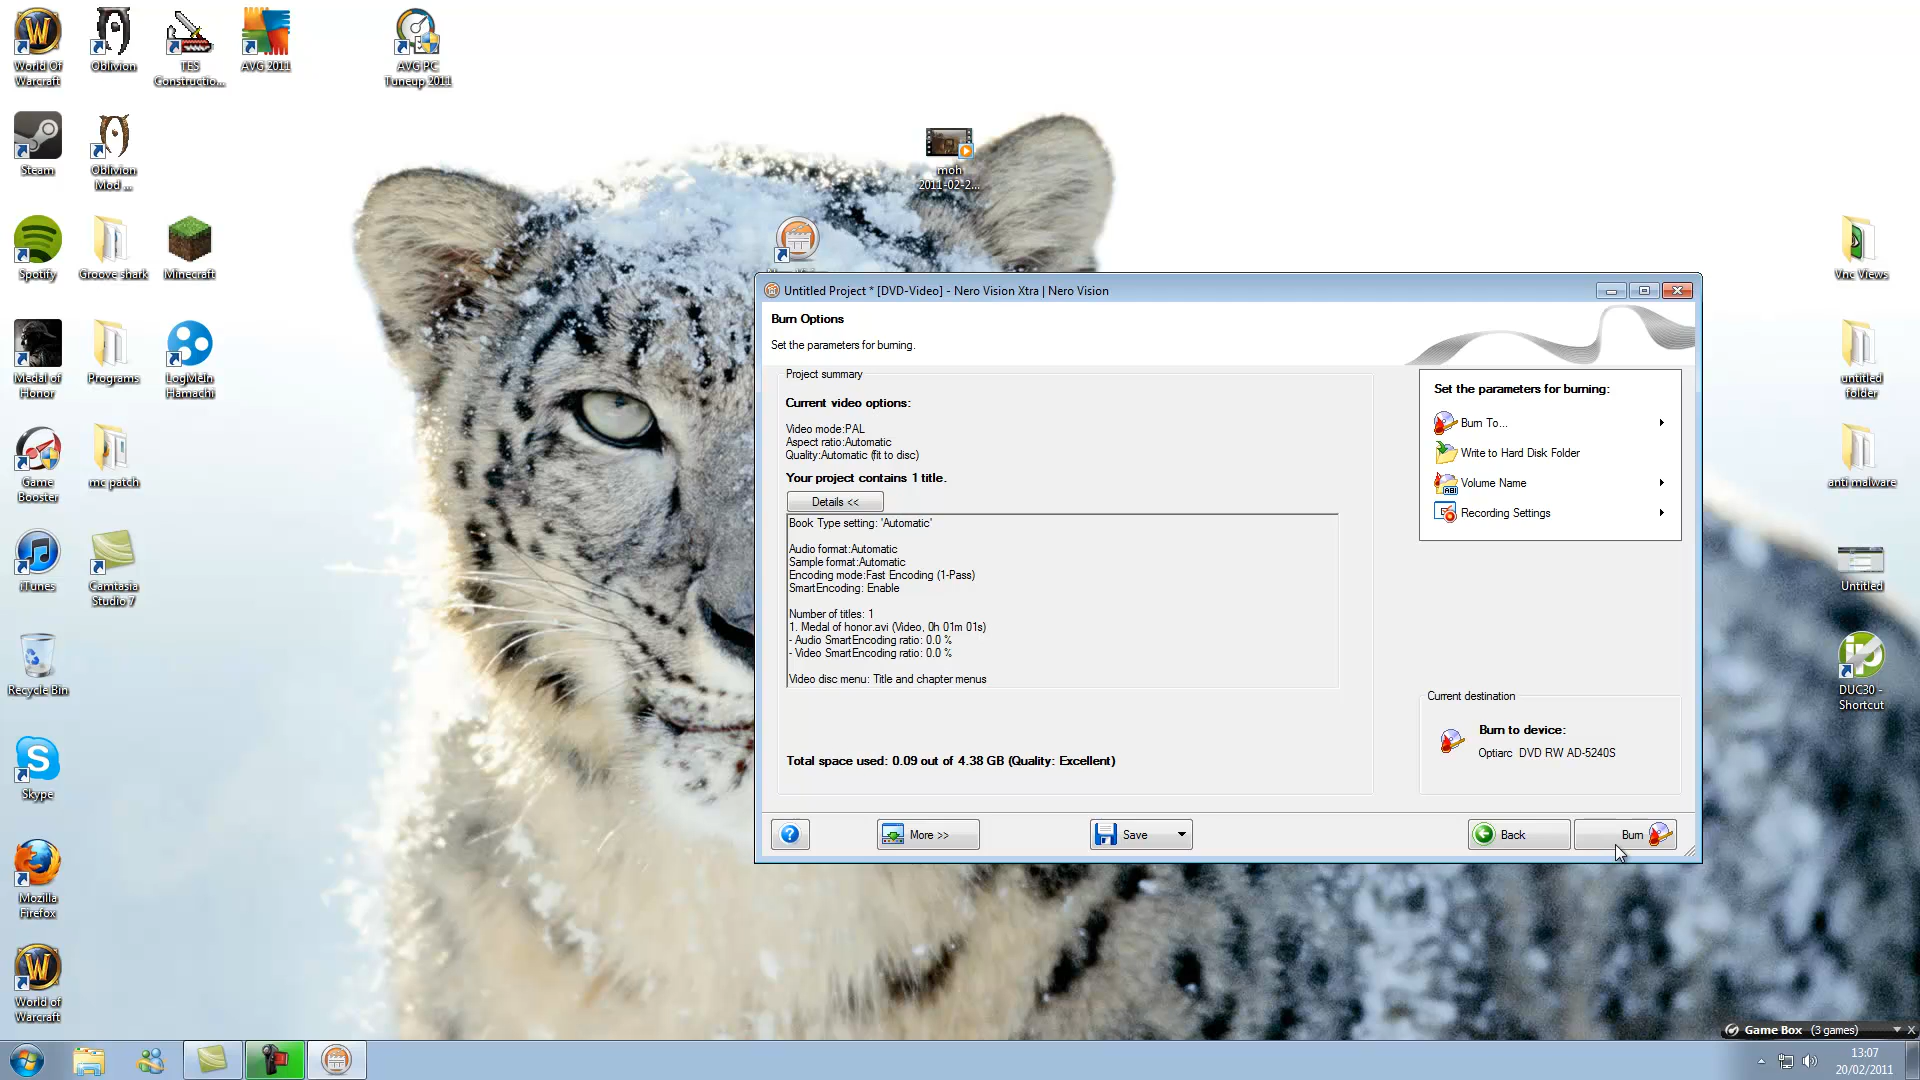 World Of
Warcraft
Oblivion
TES
Constructio...
AVG 2011
AVG PC
Tuneup 2011
Steam
Oblivion
Mod ...
moh
2011-02-2...
Spotify
Groove shark
Minecraft
Vnc Views
Medal of
Honor
Programs
LogMeIn
Hamachi
untitled
folder
Game
Booster
mc patch
anti malware
iTunes
Camtasia
Studio 7
Untitled
Recycle Bin
DUC30 -
Shortcut
Skype
Mozilla
Firefox
World of
Warcraft
Untitled Project * [DVD-Video] - Nero Vision Xtra | Nero Vision
Burn Options
Set the parameters for burning.
Project summary
Current video options:
Video mode:PAL
Aspect ratio:Automatic
Quality:Automatic (fit to disc)
Your project contains 1 title.
Details <<
Book Type setting: 'Automatic'
Audio format:Automatic
Sample format:Automatic
Encoding mode:Fast Encoding (1-Pass)
SmartEncoding: Enable
Number of titles: 1
1. Medal of honor.avi (Video, 0h 01m 01s)
- Audio SmartEncoding ratio: 0.0 %
- Video SmartEncoding ratio: 0.0 %
Video disc menu: Title and chapter menus
Total space used: 0.09 out of 4.38 GB (Quality: Excellent)
Set the parameters for burning:
Burn To...
Write to Hard Disk Folder
Volume Name
Recording Settings
Current destination
Burn to device:
Optiarc DVD RW AD-5240S
More >>
Save
Back
Burn
Game Box (3 games)
13:07
20/02/2011